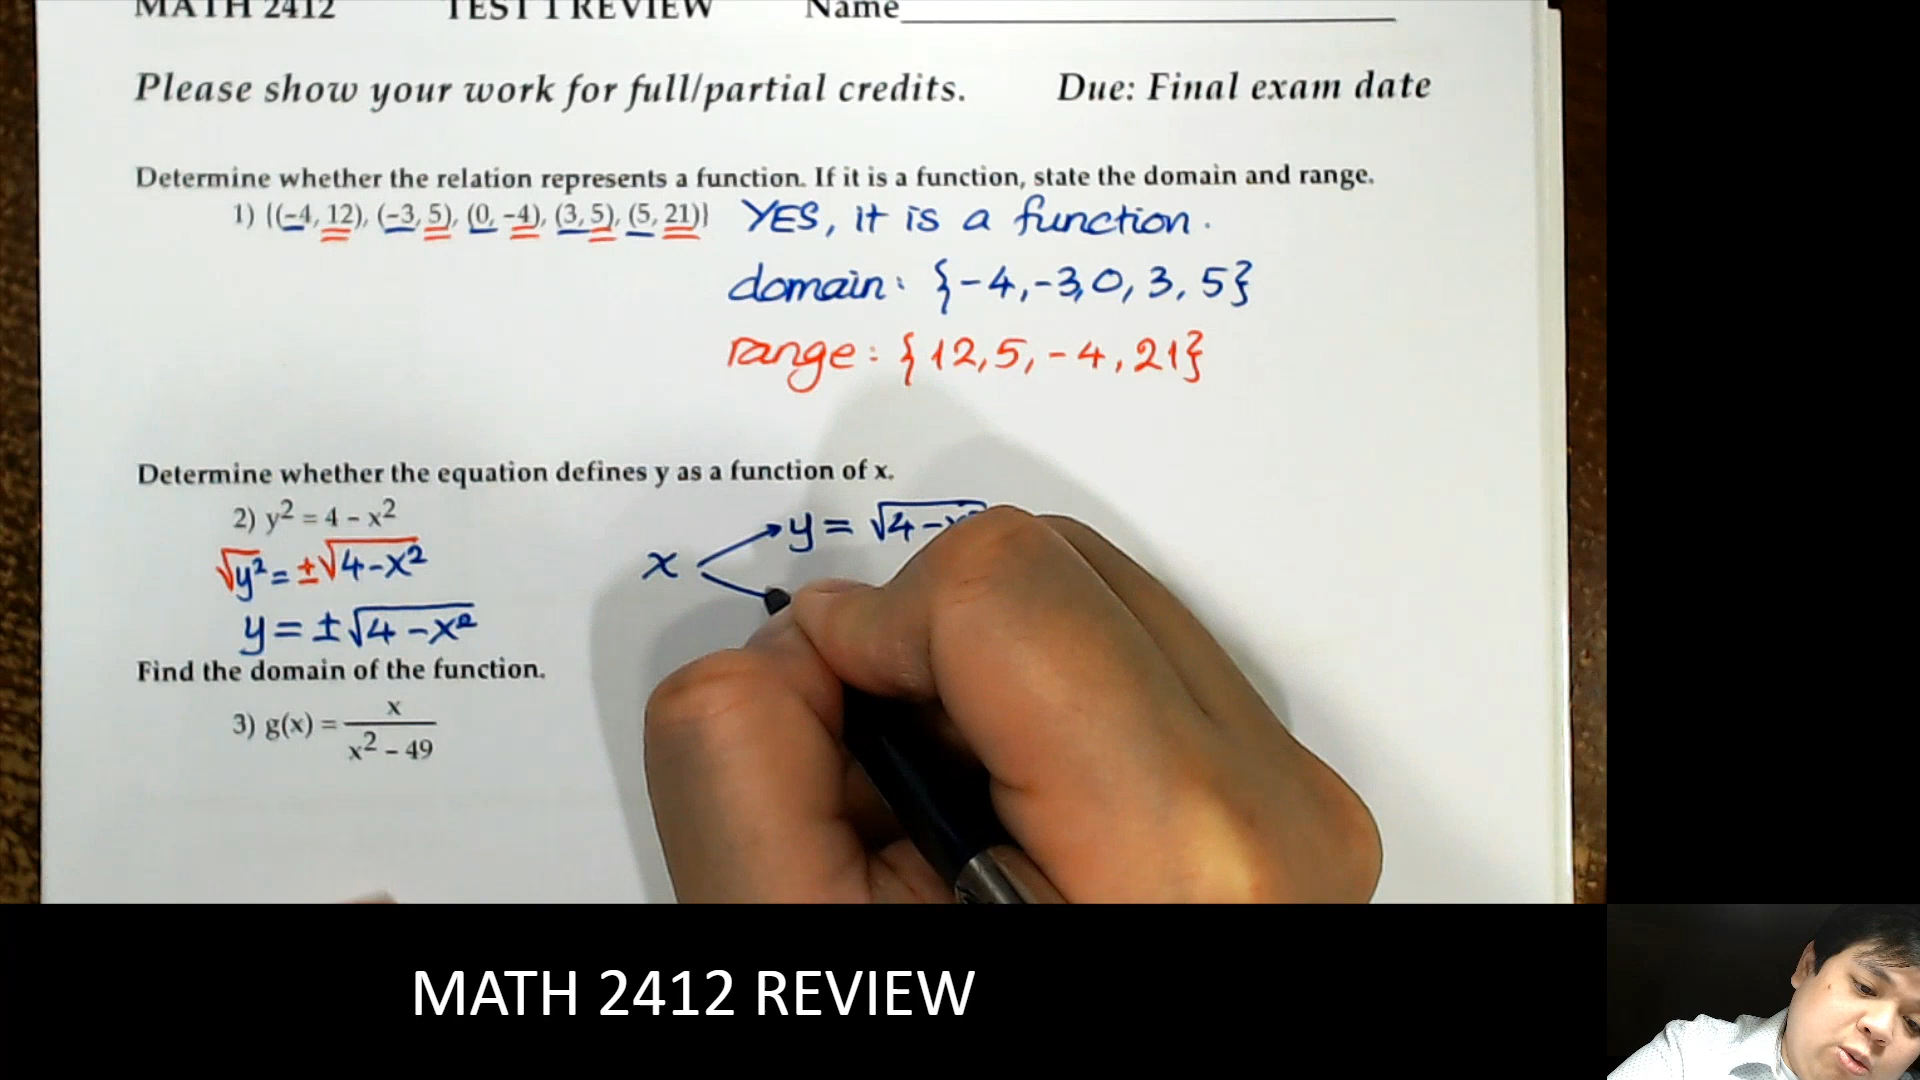 MATH 2412 TEST 1 REVIEW Name
Please show your work for full/partial credits. Due: Final exam date
Determine whether the relation represents a function. If it is a function, state the domain and range.
1) {(-4, 12), (-3, 5), (0, -4), (3, 5), (5, 21)} YES, it is a function.
domain: {-4,-3,0,3,5}
range: {12,5,-4,21}
Determine whether the equation defines y as a function of x.
2) y² = 4 - x²
√y² = ±√4-x²
y = ±√4-x²
x y = √4-x²
Find the domain of the function.
3) g(x) = x / x² - 49
MATH 2412 REVIEW